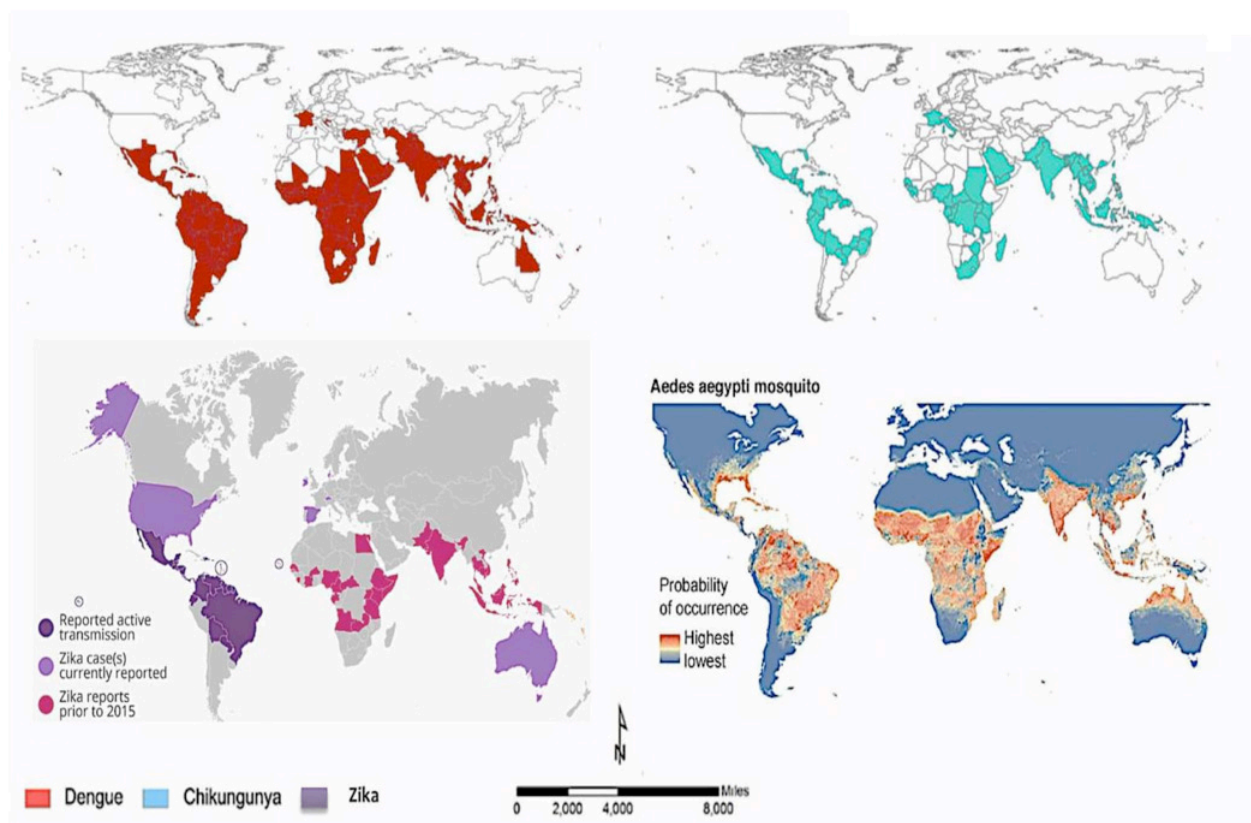 Aedes aegypti mosquito
Probability
of occurrence
Highest
lowest
Reported active
transmission
Zika case(s)
currently reported
Zika reports
prior to 2015
N
Dengue
Chikungunya
Zika
Miles
0
2,000
4,000
8,000